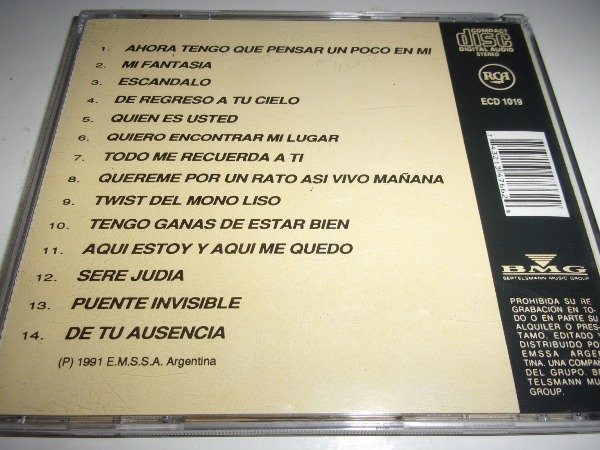 1. AHORA TENGO QUE PENSAR UN POCO EN MI
2. MI FANTASIA
3. ESCANDALO
4. DE REGRESO A TU CIELO
5. QUIEN ES USTED
6. QUIERO ENCONTRAR MI LUGAR
7. TODO ME RECUERDA A TI
8. QUEREME POR UN RATO ASI VIVO MAÑANA
9. TWIST DEL MONO LISO
10. TENGO GANAS DE ESTAR BIEN
11. AQUI ESTOY Y AQUI ME QUEDO
12. SERE JUDIA
13. PUENTE INVISIBLE
14. DE TU AUSENCIA
(P) 1991 E.M.S.S.A. Argentina
COMPACT
disc
DIGITAL AUDIO
STEREO
RCA
ECD 1019
BMG
BERTELSMANN MUSIC GROUP
PROHIBIDA SU RE-
GRABACION EN TO-
DO O EN PARTE SU
ALQUILER O PRES-
TAMO. EDITADO Y
DISTRIBUIDO PO
EMSSA ARGEN
TINA. UNA COMPAN
DEL GRUPO. BE
TELSMANN MUS
GROUP.